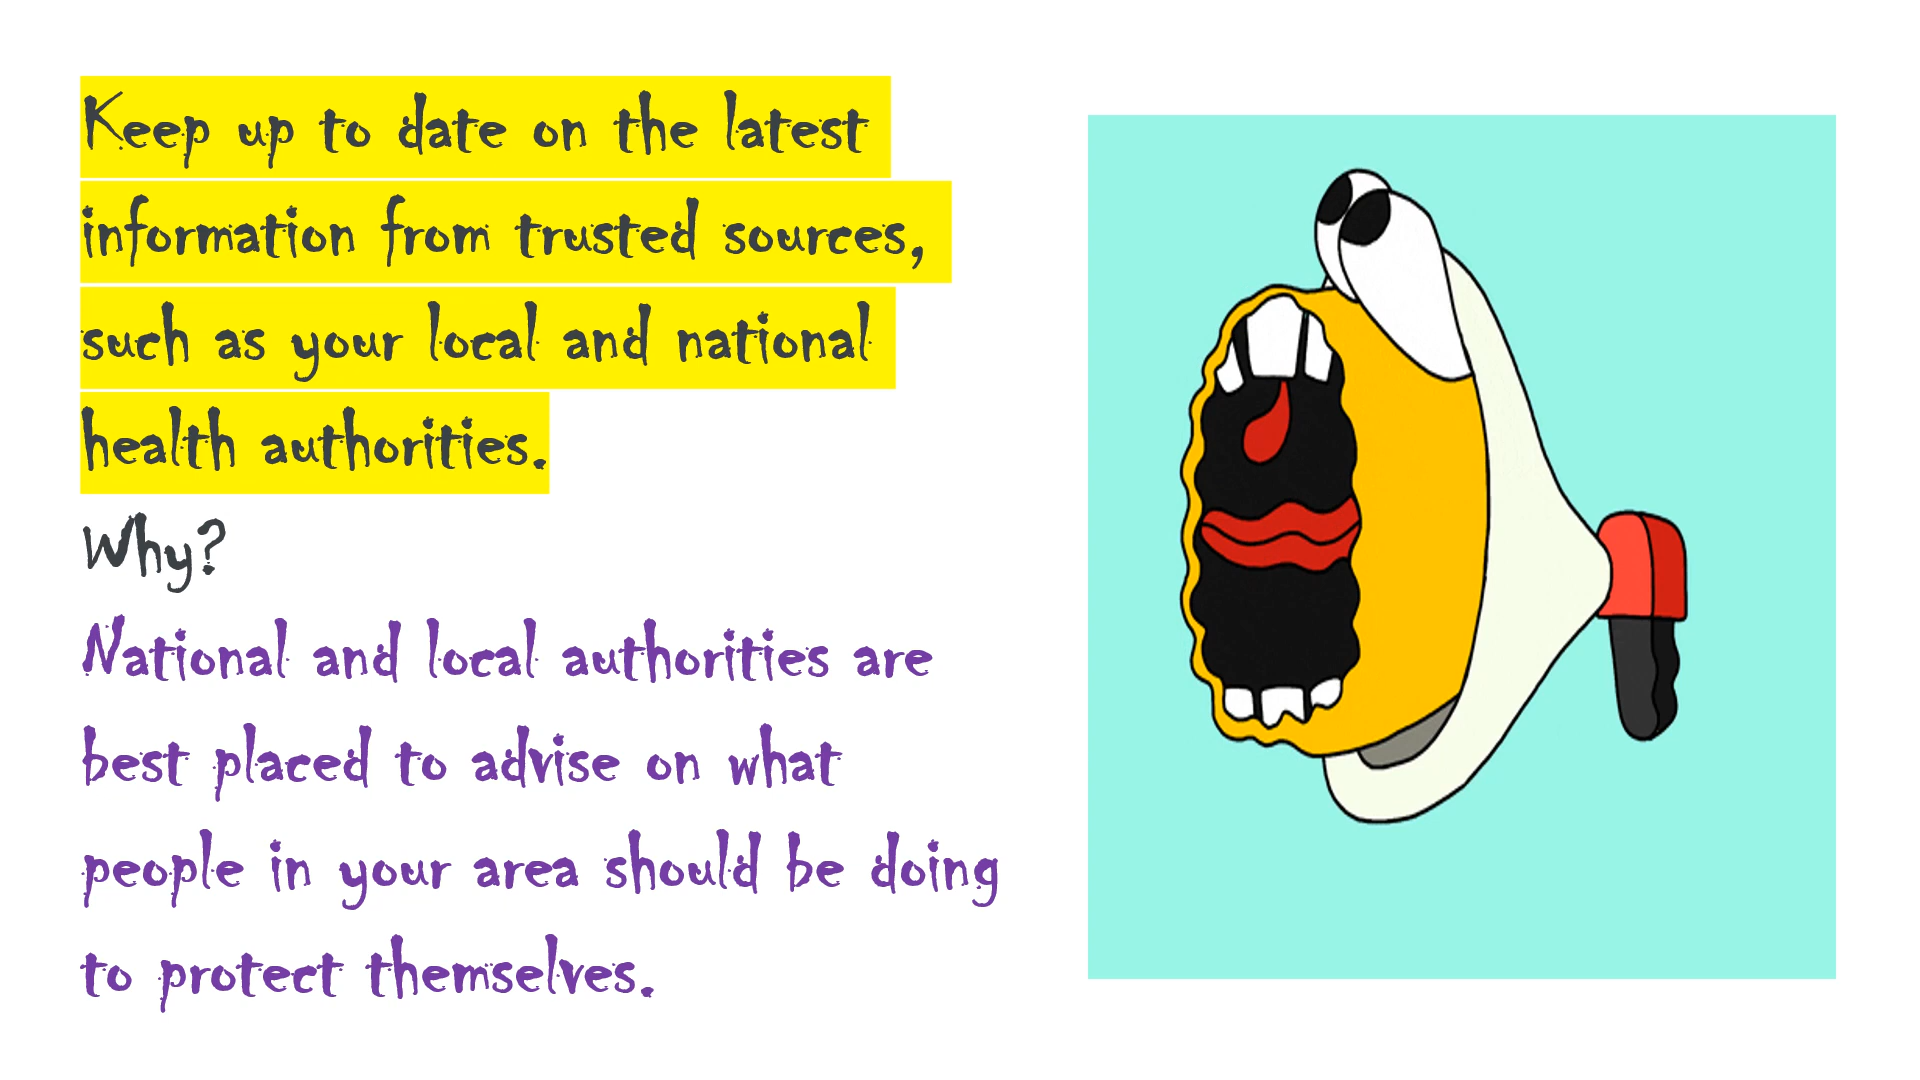 Keep up to date on the latest
information from trusted sources,
such as your local and national
health authorities.
Why?
National and local authorities are
best placed to advise on what
people in your area should be doing
to protect themselves.